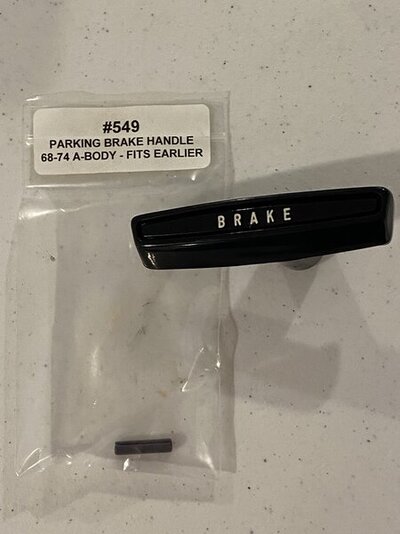 #549
PARKING BRAKE HANDLE
68-74 A-BODY - FITS EARLIER
BRAKE